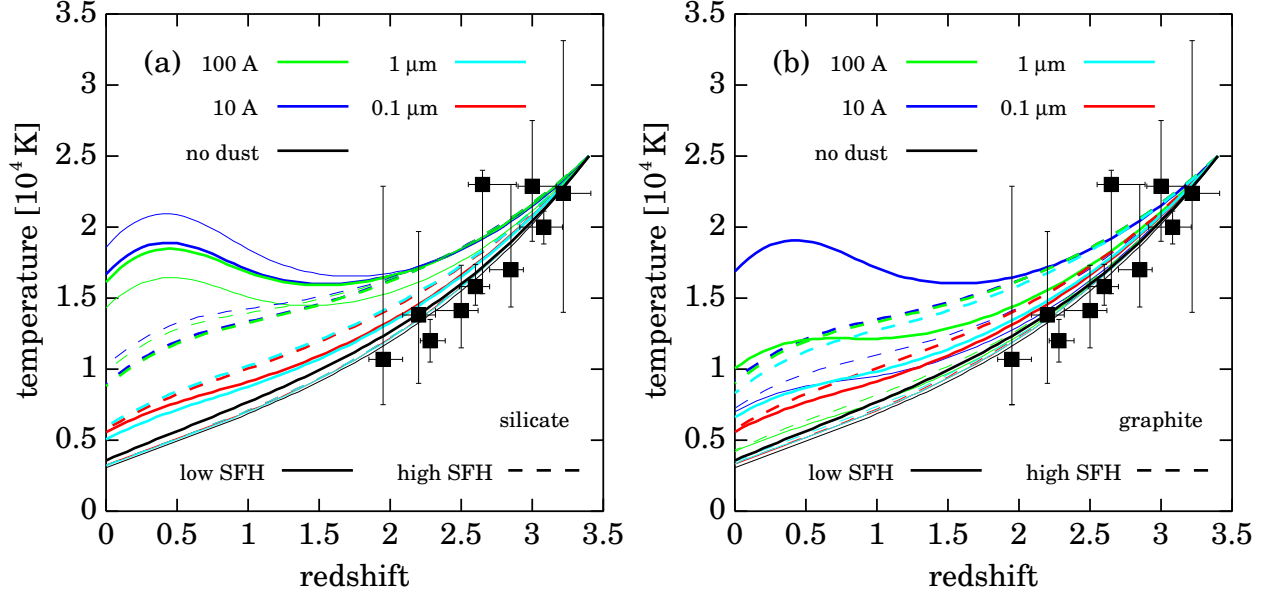 (a)
100 A
1 µm
10 A
0.1 µm
no dust
silicate
low SFH
high SFH
temperature [10⁴ K]
3.5
3
2.5
2
1.5
1
0.5
0
0 0.5 1 1.5 2 2.5 3 3.5
redshift
(b)
100 A
1 µm
10 A
0.1 µm
no dust
graphite
low SFH
high SFH
temperature [10⁴ K]
3.5
3
2.5
2
1.5
1
0.5
0
0 0.5 1 1.5 2 2.5 3 3.5
redshift